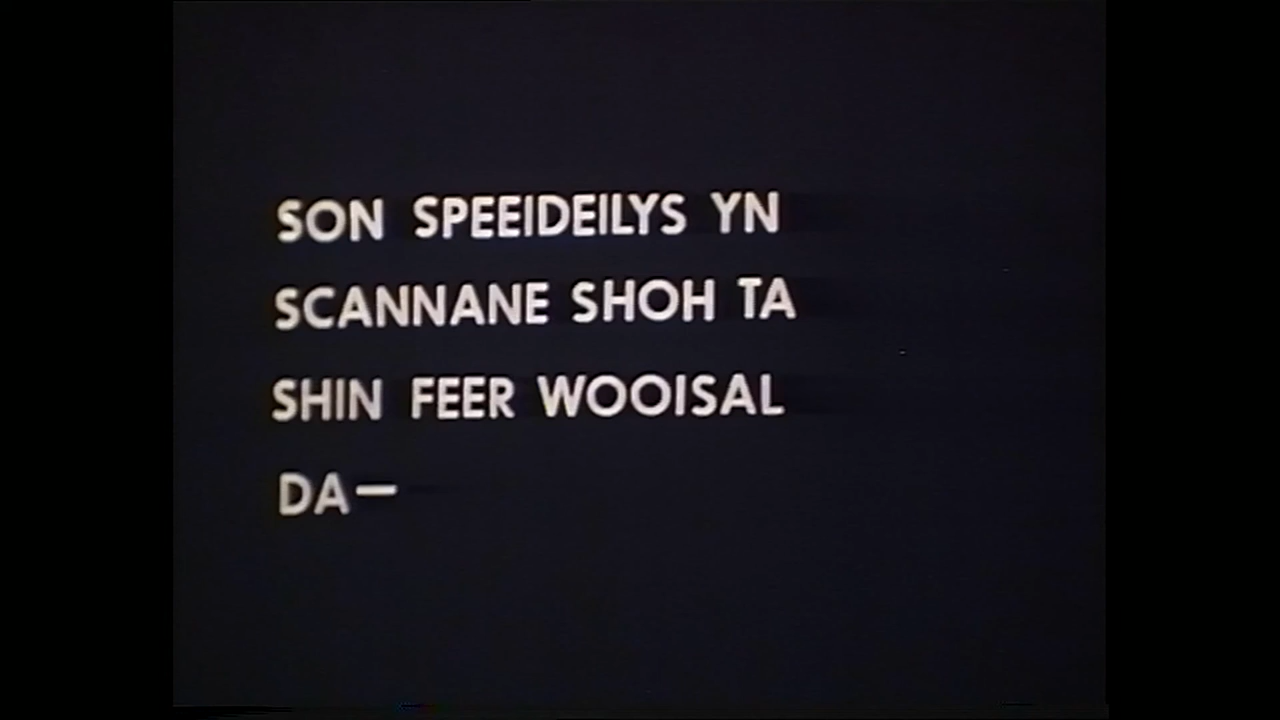 SON SPEEIDEILYS YN
SCANNANE SHOH TA
SHIN FEER WOOISAL
DA—